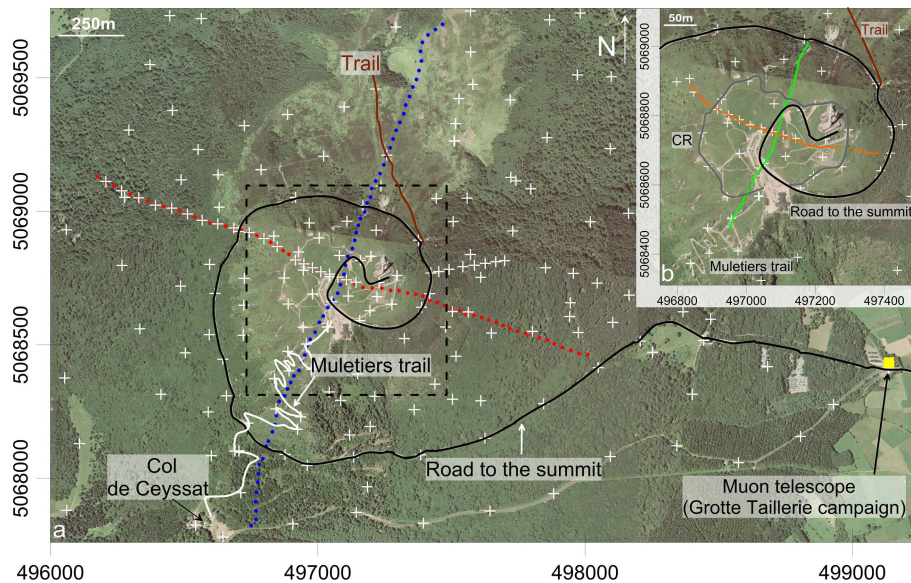 250m
N
Trail
Muletiers trail
Col
de Ceyssat
Road to the summit
Muon telescope
(Grotte Taillerie campaign)
a
5069500
5069000
5068500
5068000
496000
497000
498000
499000
50m
Trail
CR
Road to the summit
Muletiers trail
b
5069000
5068800
5068600
5068400
496800
497000
497200
497400